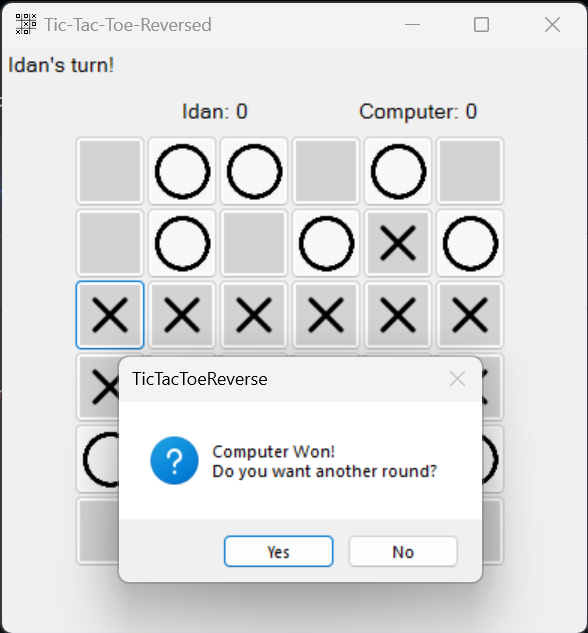 Tic-Tac-Toe-Reversed
Idan's turn!
Idan: 0 Computer: 0
TicTacToeReverse
Computer Won!
Do you want another round?
Yes No